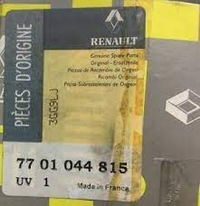 PIÈCES D'ORIGINE
RENAULT
Genuine Spare Parts
Original - Ersatzteile
Piezas de Recambio de Origen
Ricambi Originali
77 01 044 815
UV 1
Made in France